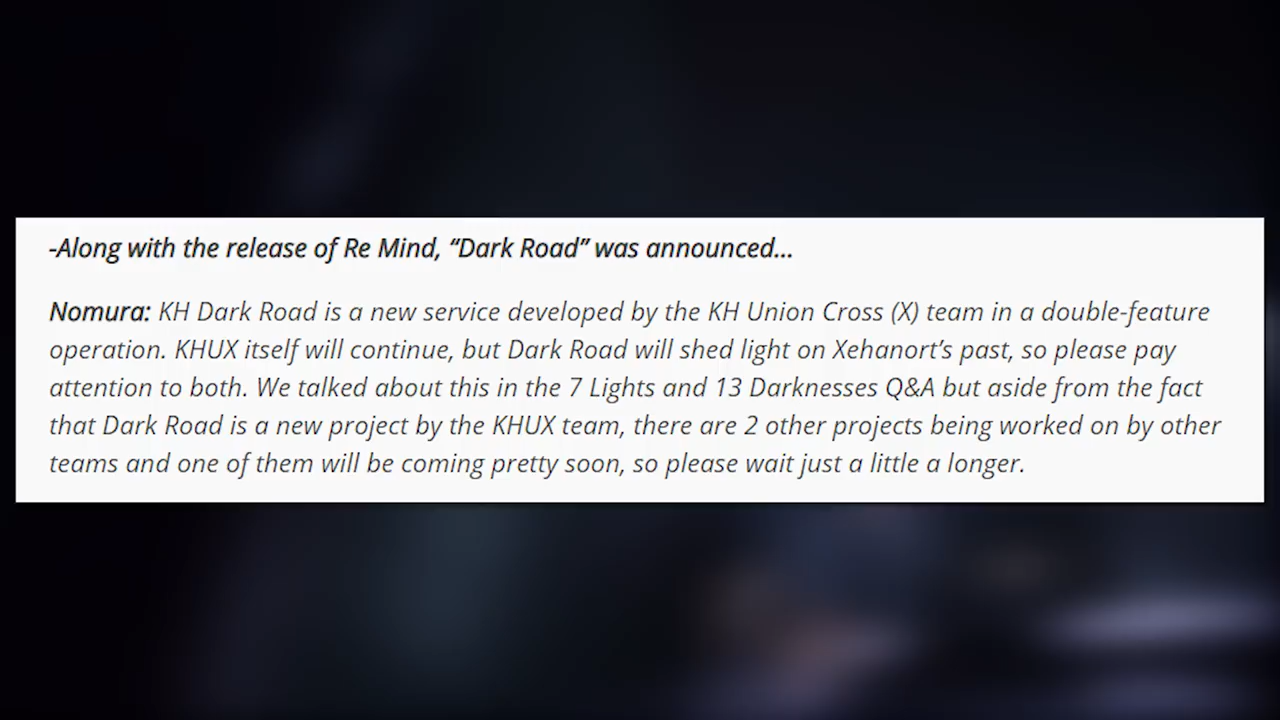 -Along with the release of Re Mind, “Dark Road” was announced...
Nomura: KH Dark Road is a new service developed by the KH Union Cross (X) team in a double-feature
operation. KHUX itself will continue, but Dark Road will shed light on Xehanort’s past, so please pay
attention to both. We talked about this in the 7 Lights and 13 Darknesses Q&A but aside from the fact
that Dark Road is a new project by the KHUX team, there are 2 other projects being worked on by other
teams and one of them will be coming pretty soon, so please wait just a little a longer.